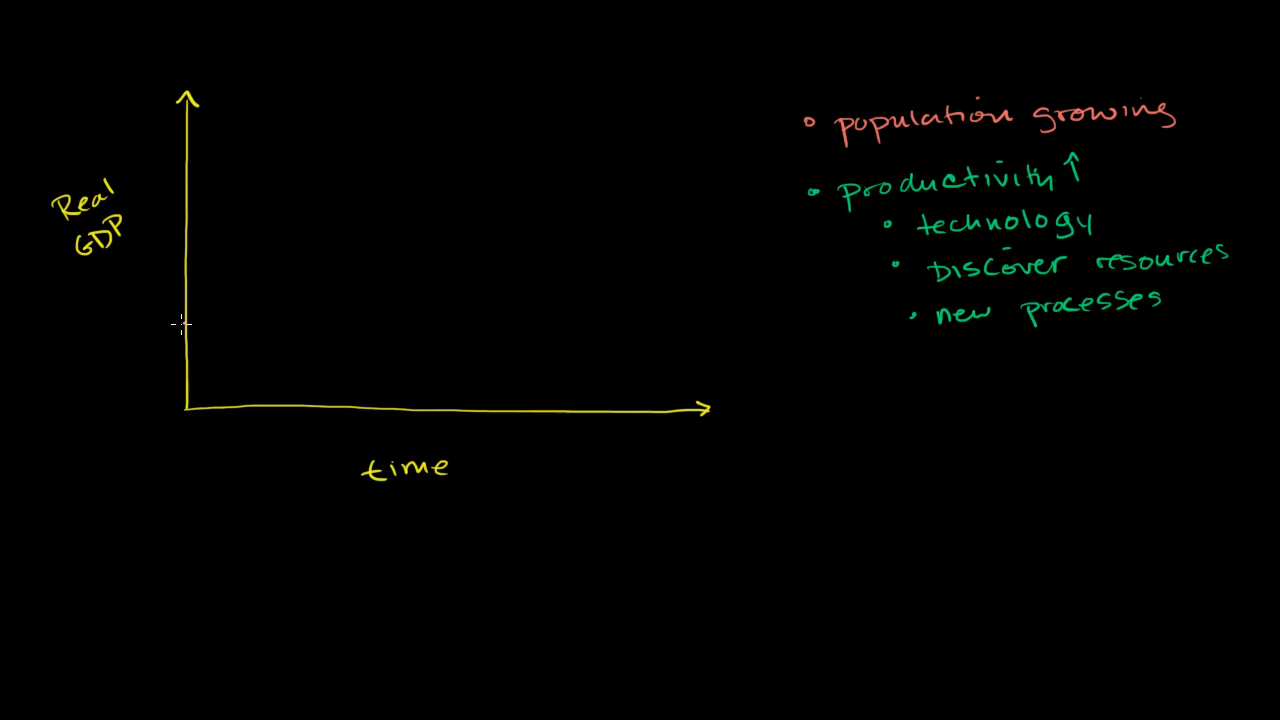 Real
GDP
time
• population growing
• productivity ↑
• technology
• Discover resources
• new processes